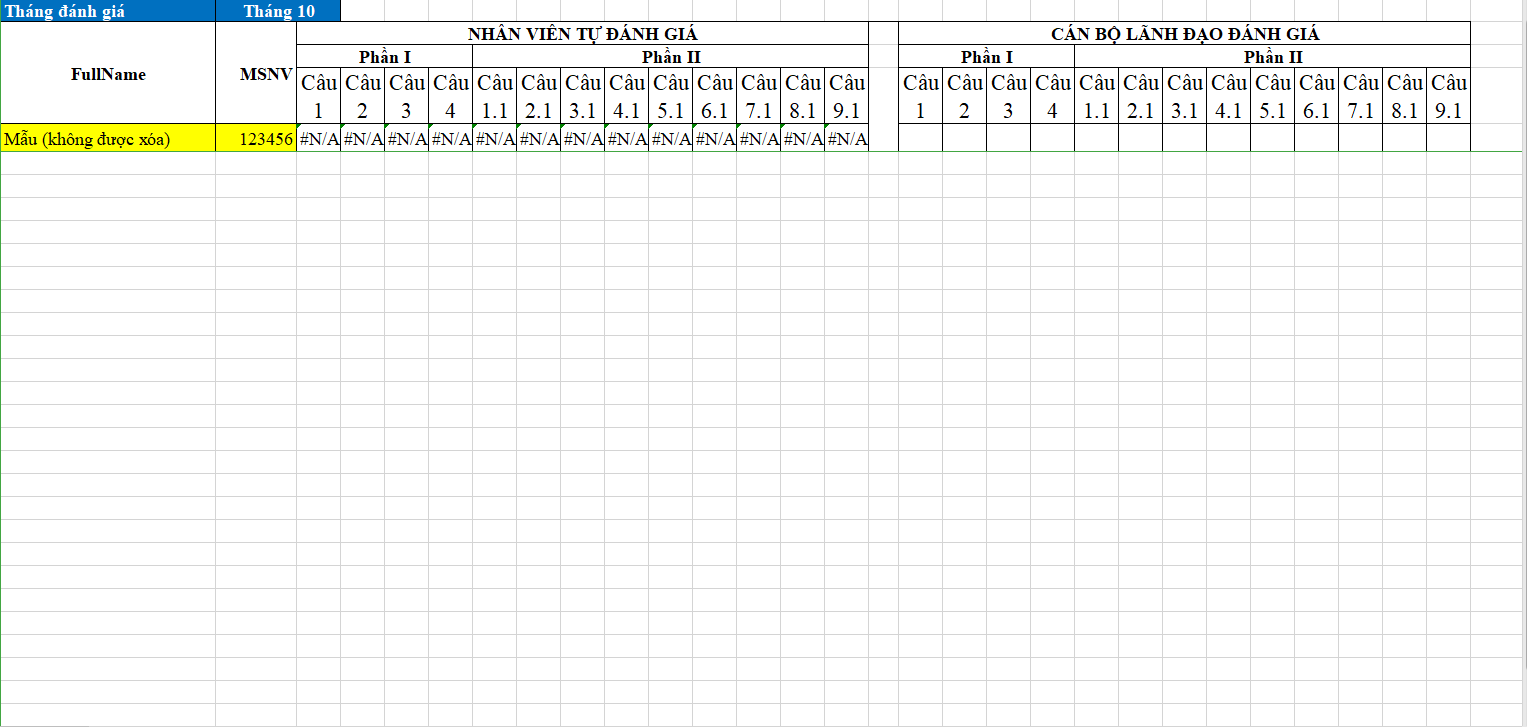 Tháng đánh giá Tháng 10
NHÂN VIÊN TỰ ĐÁNH GIÁ CÁN BỘ LÃNH ĐẠO ĐÁNH GIÁ
FullName MSNV Phần I Phần II Phần I Phần II
Câu Câu Câu Câu Câu Câu Câu Câu Câu Câu Câu Câu Câu Câu Câu Câu Câu Câu Câu Câu Câu Câu Câu Câu Câu Câu
1 2 3 4 1.1 2.1 3.1 4.1 5.1 6.1 7.1 8.1 9.1 1 2 3 4 1.1 2.1 3.1 4.1 5.1 6.1 7.1 8.1 9.1
Mẫu (không được xóa) 123456 #N/A #N/A #N/A #N/A #N/A #N/A #N/A #N/A #N/A #N/A #N/A #N/A #N/A